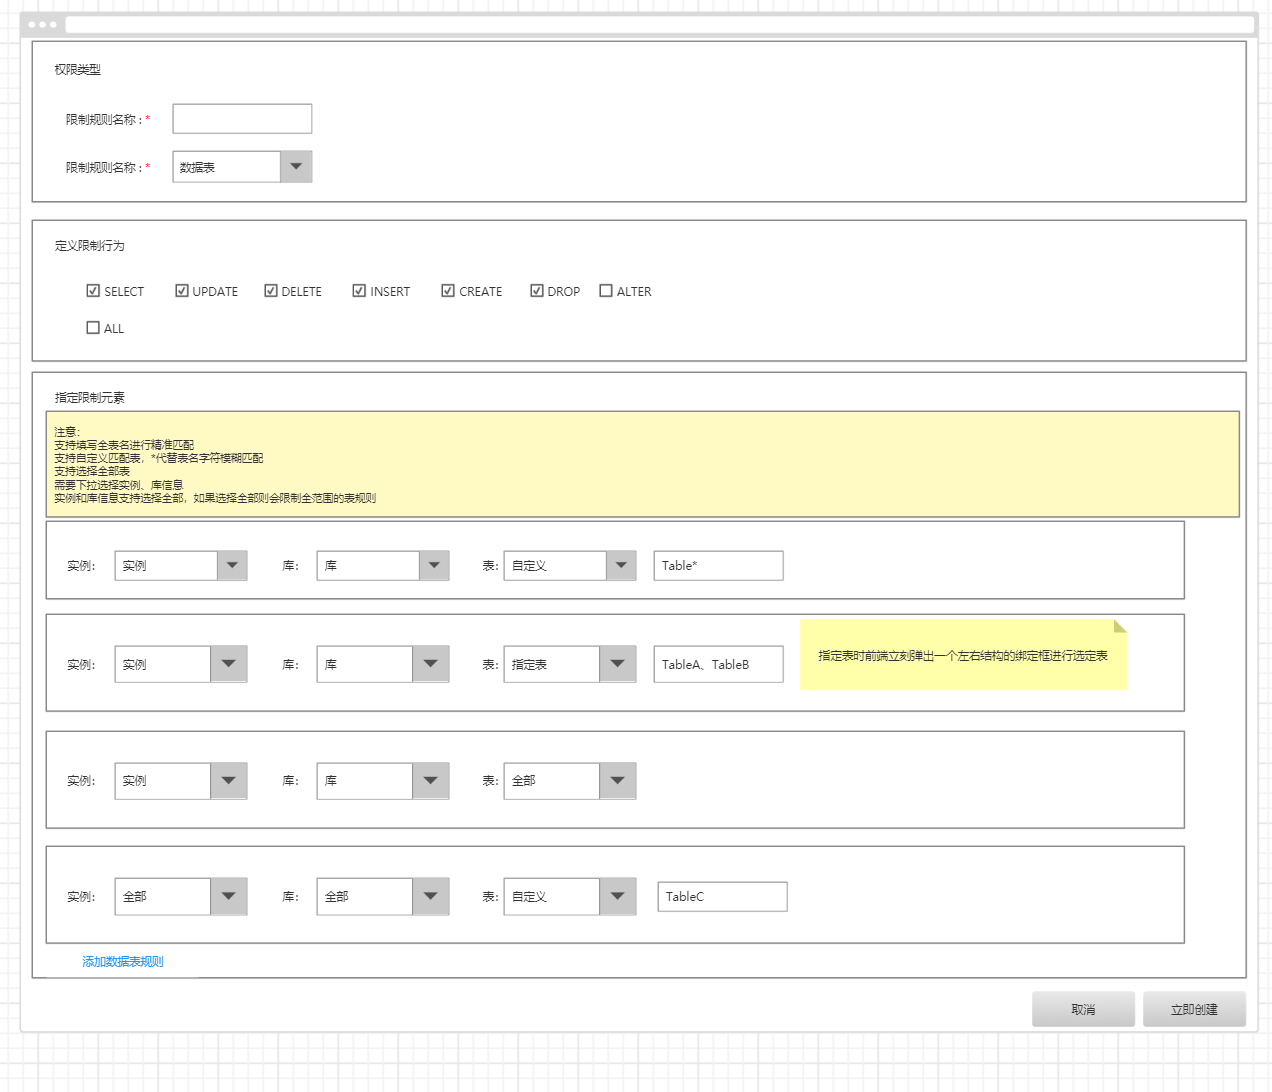 权限类型
限制规则名称：*
限制规则名称：* 数据表
定义限制行为
SELECT UPDATE DELETE INSERT CREATE DROP ALTER
ALL
指定限制元素
注意：
支持填写全表名进行精准匹配
支持自定义匹配表，*代替表名字符模糊匹配
支持选择全部表
需要下拉选择实例、库信息
实例和库信息支持选择全部，如果选择全部则会限制全范围的表规则
实例： 实例 库： 库 表: 自定义 Table*
实例： 实例 库： 库 表: 指定表 TableA、TableB 指定表时前端立刻弹出一个左右结构的绑定框进行选定表
实例： 实例 库： 库 表: 全部
实例： 全部 库： 全部 表: 自定义 TableC
添加数据表规则
取消 立即创建